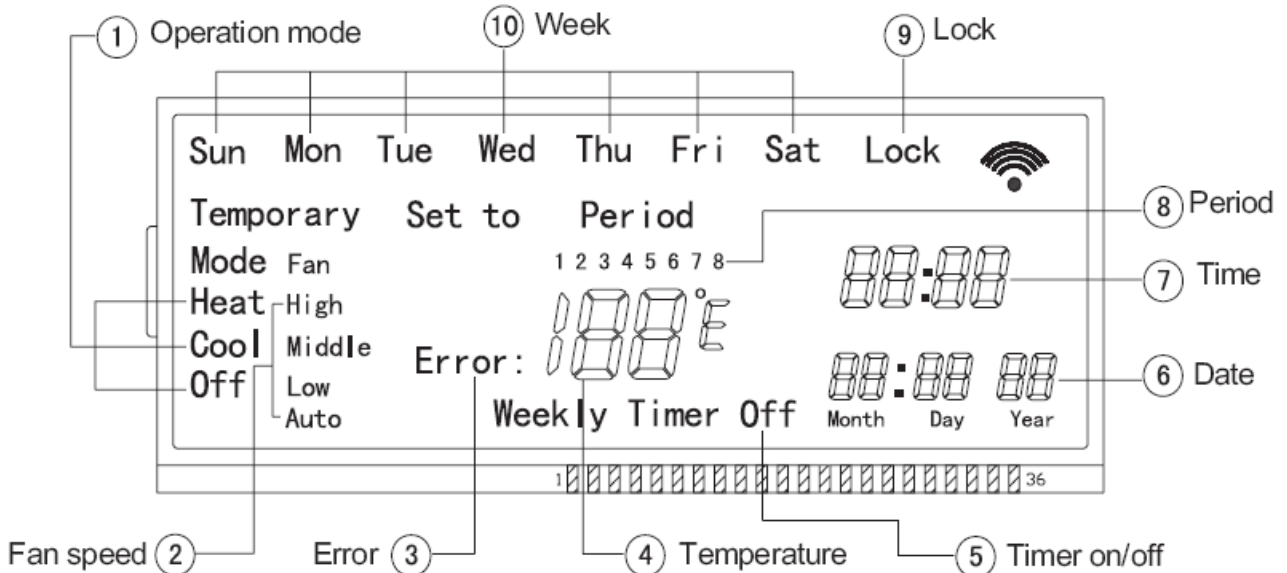 ① Operation mode
⑩ Week
⑨ Lock
Sun Mon Tue Wed Thu Fri Sat Lock
Temporary Set to Period
⑧ Period
Mode Fan
1 2 3 4 5 6 7 8
88:88
⑦ Time
Heat High
188°E
Cool Middle
Error:
Off Low
88:88 88
⑥ Date
Auto
Weekly Timer Off
Month Day Year
1 36
Fan speed ②
Error ③
④ Temperature
⑤ Timer on/off